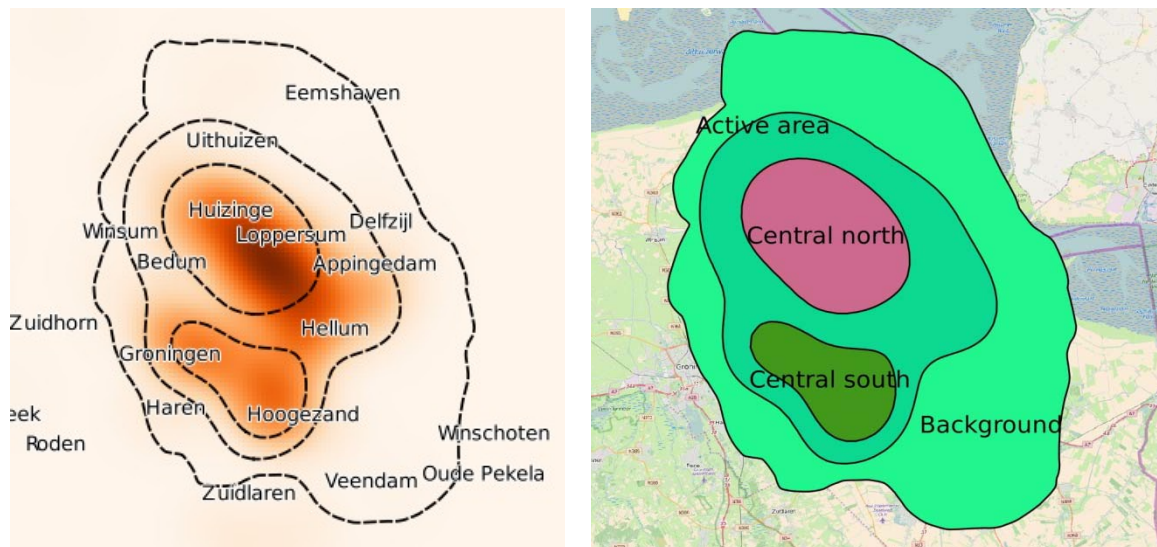 Eemshaven
Uithuizen
Huizinge
Delfzijl
Winsum
Loppersum
Bedum
Appingedam
Zuidhorn
Hellum
Groningen
Haren
Hoogezand
eek
Roden
Winschoten
Veendam
Oude Pekela
Zuidlaren
Active area
Central north
Central south
Background